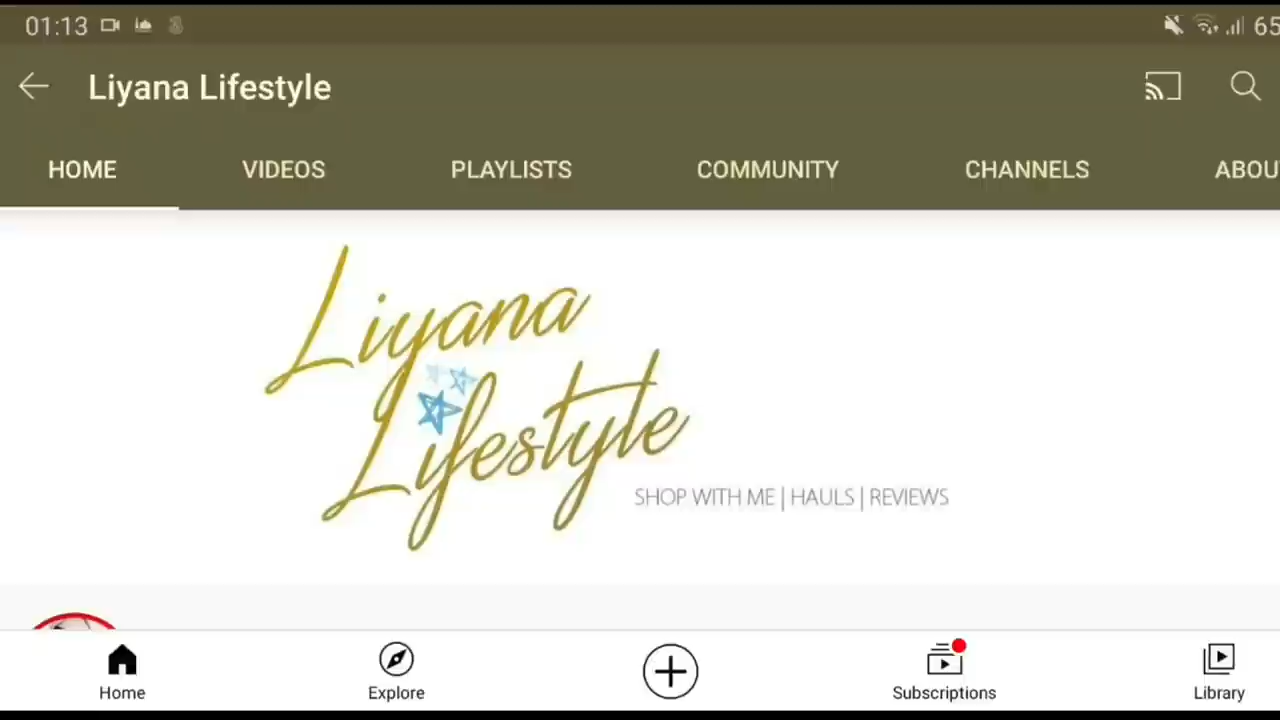 01:13 65
Liyana Lifestyle
HOME VIDEOS PLAYLISTS COMMUNITY CHANNELS ABOU
Liyana
Lifestyle
SHOP WITH ME | HAULS | REVIEWS
Home Explore Subscriptions Library